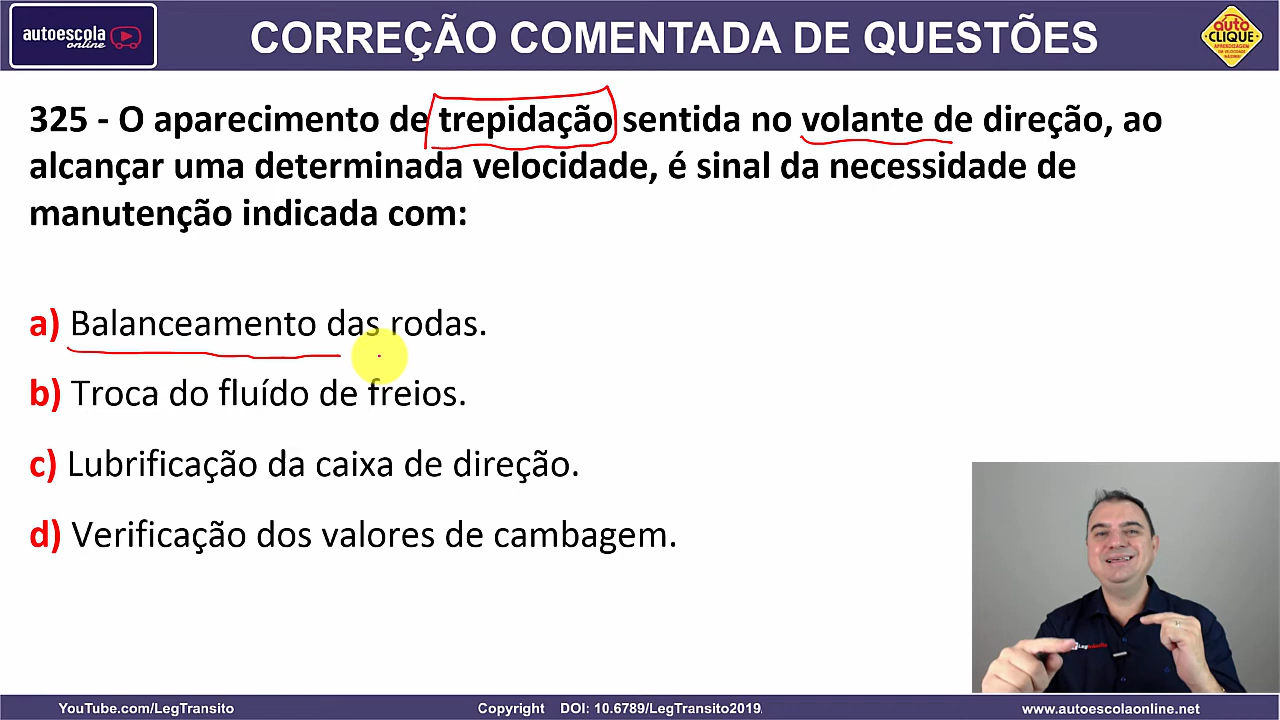 autoescola
online
CORREÇÃO COMENTADA DE QUESTÕES
auto
CLIQUE
APRENDIZAGEM
325 - O aparecimento de trepidação sentida no volante de direção, ao
alcançar uma determinada velocidade, é sinal da necessidade de
manutenção indicada com:
a) Balanceamento das rodas.
b) Troca do fluído de freios.
c) Lubrificação da caixa de direção.
d) Verificação dos valores de cambagem.
LegTransito
YouTube.com/LegTransito
Copyright DOI: 10.6789/LegTransito2019
www.autoescolaonline.net